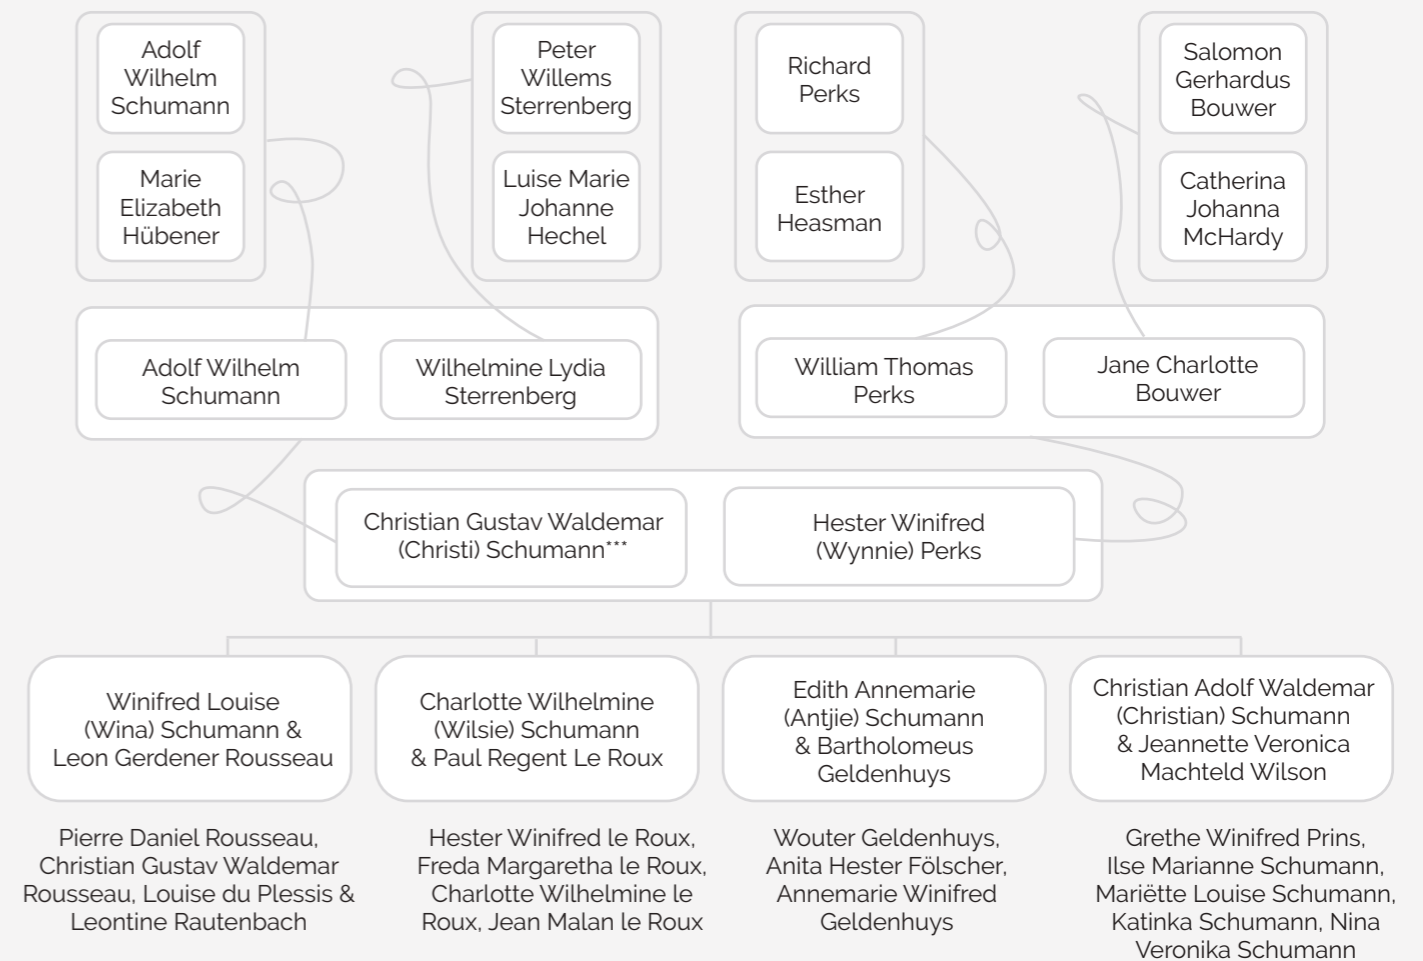 Adolf
Wilhelm
Schumann
Marie
Elizabeth
Hübener
Peter
Willems
Sterrenberg
Luise Marie
Johanne
Hechel
Richard
Perks
Esther
Heasman
Salomon
Gerhardus
Bouwer
Catherina
Johanna
McHardy
Adolf Wilhelm
Schumann
Wilhelmine Lydia
Sterrenberg
William Thomas
Perks
Jane Charlotte
Bouwer
Christian Gustav Waldemar
(Christi) Schumann***
Hester Winifred
(Wynnie) Perks
Winifred Louise
(Wina) Schumann &
Leon Gerdener Rousseau
Charlotte Wilhelmine
(Wilsie) Schumann
& Paul Regent Le Roux
Edith Annemarie
(Antjie) Schumann
& Bartholomeus
Geldenhuys
Christian Adolf Waldemar
(Christian) Schumann
& Jeannette Veronica
Machteld Wilson
Pierre Daniel Rousseau,
Christian Gustav Waldemar
Rousseau, Louise du Plessis &
Leontine Rautenbach
Hester Winifred le Roux,
Freda Margaretha le Roux,
Charlotte Wilhelmine le
Roux, Jean Malan le Roux
Wouter Geldenhuys,
Anita Hester Fölscher,
Annemarie Winifred
Geldenhuys
Grethe Winifred Prins,
Ilse Marianne Schumann,
Mariëtte Louise Schumann,
Katinka Schumann, Nina
Veronika Schumann